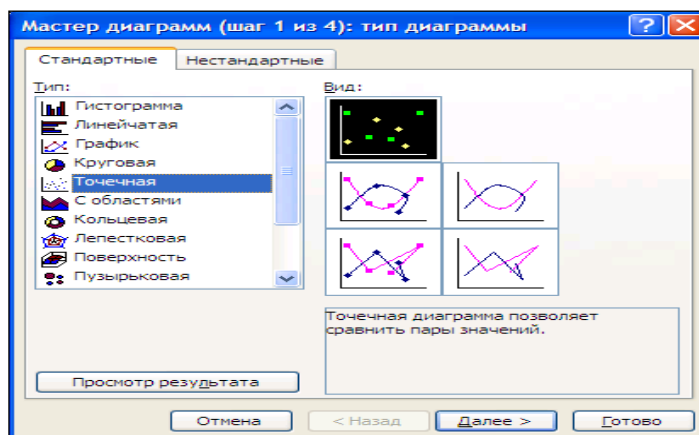 Мастер диаграмм (шаг 1 из 4): тип диаграммы
Стандартные
Нестандартные
Тип:
Гистограмма
Линейчатая
График
Круговая
Точечная
С областями
Кольцевая
Лепестковая
Поверхность
Пузырьковая
Вид:
Точечная диаграмма позволяет
сравнить пары значений.
Просмотр результата
Отмена
< Назад
Далее >
Готово